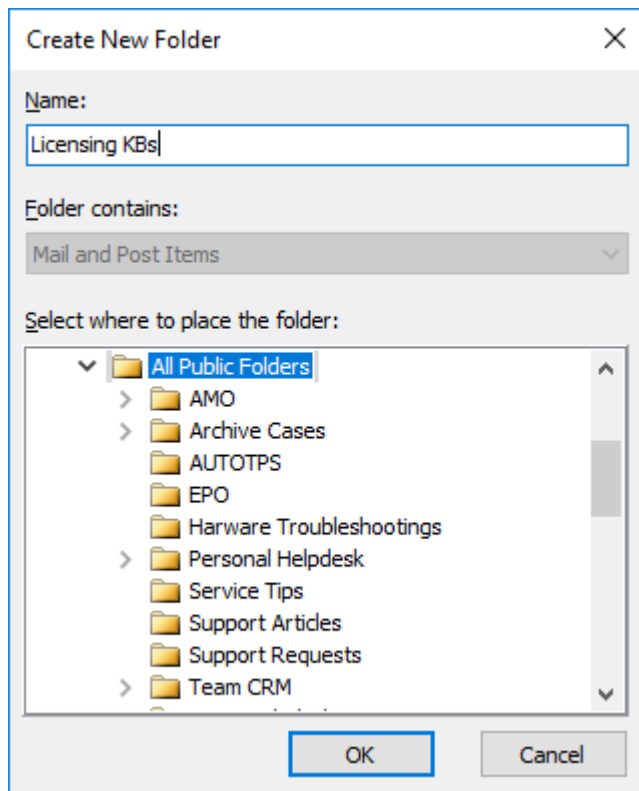 Create New Folder
Name:
Licensing KBs
Folder contains:
Mail and Post Items
Select where to place the folder:
All Public Folders
AMO
Archive Cases
AUTOTPS
EPO
Harware Troubleshootings
Personal Helpdesk
Service Tips
Support Articles
Support Requests
Team CRM
OK Cancel